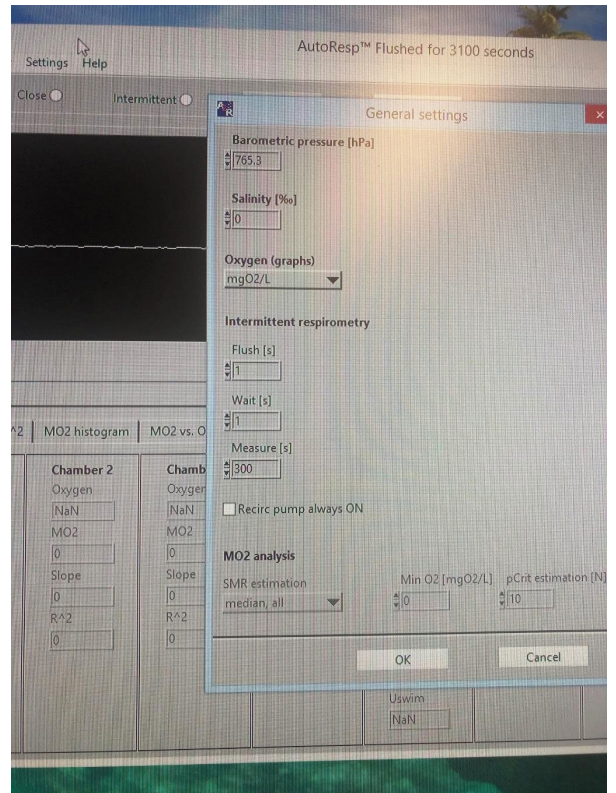 AutoResp™ Flushed for 3100 seconds
Settings Help
Close Intermittent
A R
General settings
Barometric pressure [hPa]
765.3
Salinity [‰]
0
Oxygen (graphs)
mgO2/L
Intermittent respirometry
Flush [s]
1
Wait [s]
1
Measure [s]
300
Recirc pump always ON
MO2 analysis
SMR estimation
median, all
Min O2 [mgO2/L]
0
pCrit estimation [N]
10
OK Cancel
^2 MO2 histogram MO2 vs. O
Chamber 2
Oxygen
NaN
MO2
0
Slope
0
R^2
0
Chamb
Oxyger
NaN
MO2
0
Slope
0
R^2
0
Uswim
NaN